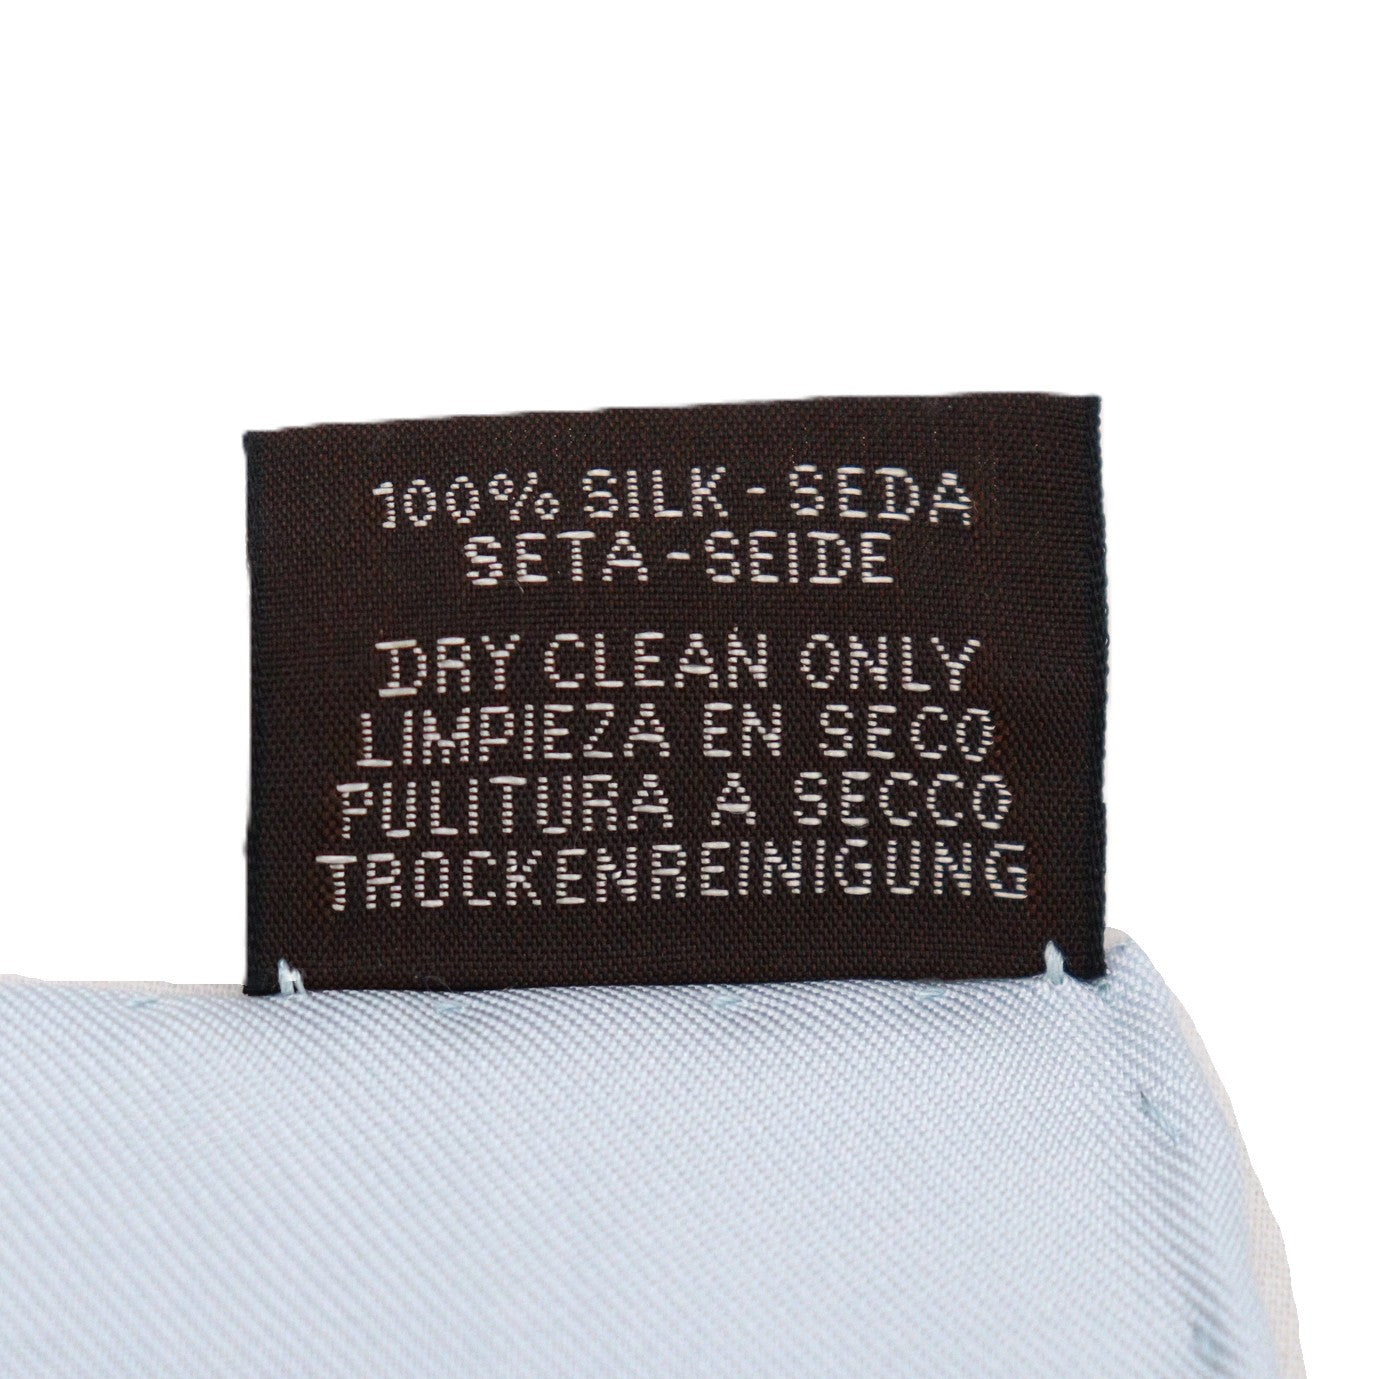 100% SILK - SEDA
SETA - SEIDE
DRY CLEAN ONLY
LIMPIEZA EN SECO
PULITURA A SECCO
TROCKENREINIGUNG